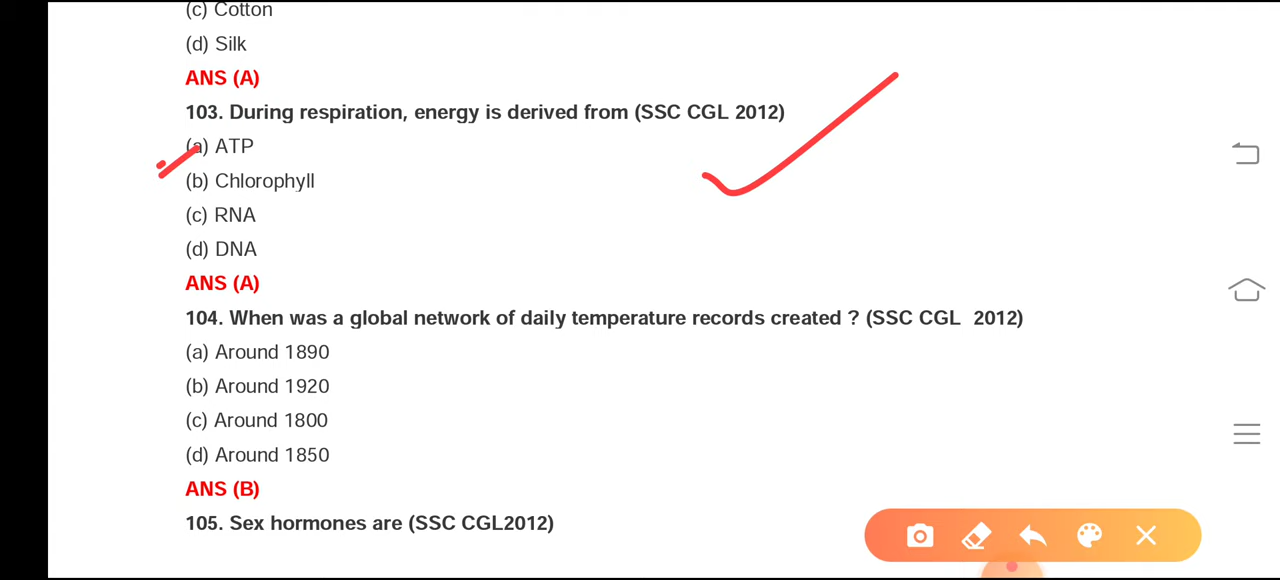 (c) Cotton
(d) Silk
ANS (A)
103. During respiration, energy is derived from (SSC CGL 2012)
(a) ATP
(b) Chlorophyll
(c) RNA
(d) DNA
ANS (A)
104. When was a global network of daily temperature records created ? (SSC CGL 2012)
(a) Around 1890
(b) Around 1920
(c) Around 1800
(d) Around 1850
ANS (B)
105. Sex hormones are (SSC CGL2012)